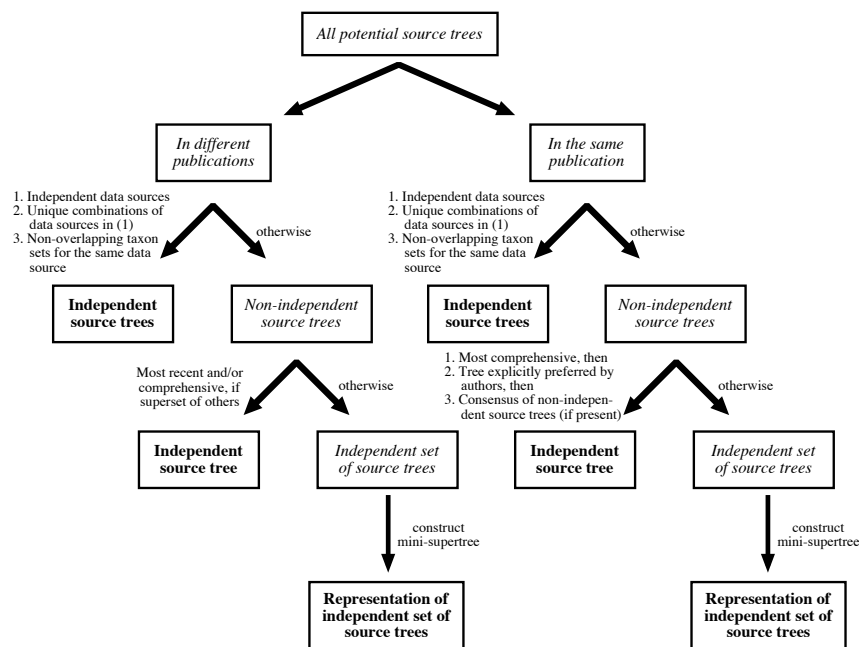 All potential source trees
In different
publications
In the same
publication
1. Independent data sources
2. Unique combinations of
data sources in (1)
3. Non-overlapping taxon
sets for the same data
source
otherwise
1. Independent data sources
2. Unique combinations of
data sources in (1)
3. Non-overlapping taxon
sets for the same data
source
otherwise
Independent
source trees
Non-independent
source trees
Independent
source trees
Non-independent
source trees
Most recent and/or
comprehensive, if
superset of others
otherwise
1. Most comprehensive, then
2. Tree explicitly preferred by
authors, then
3. Consensus of non-indepen-
dent source trees (if present)
otherwise
Independent
source tree
Independent set
of source trees
Independent
source tree
Independent set
of source trees
construct
mini-supertree
construct
mini-supertree
Representation of
independent set of
source trees
Representation of
independent set of
source trees